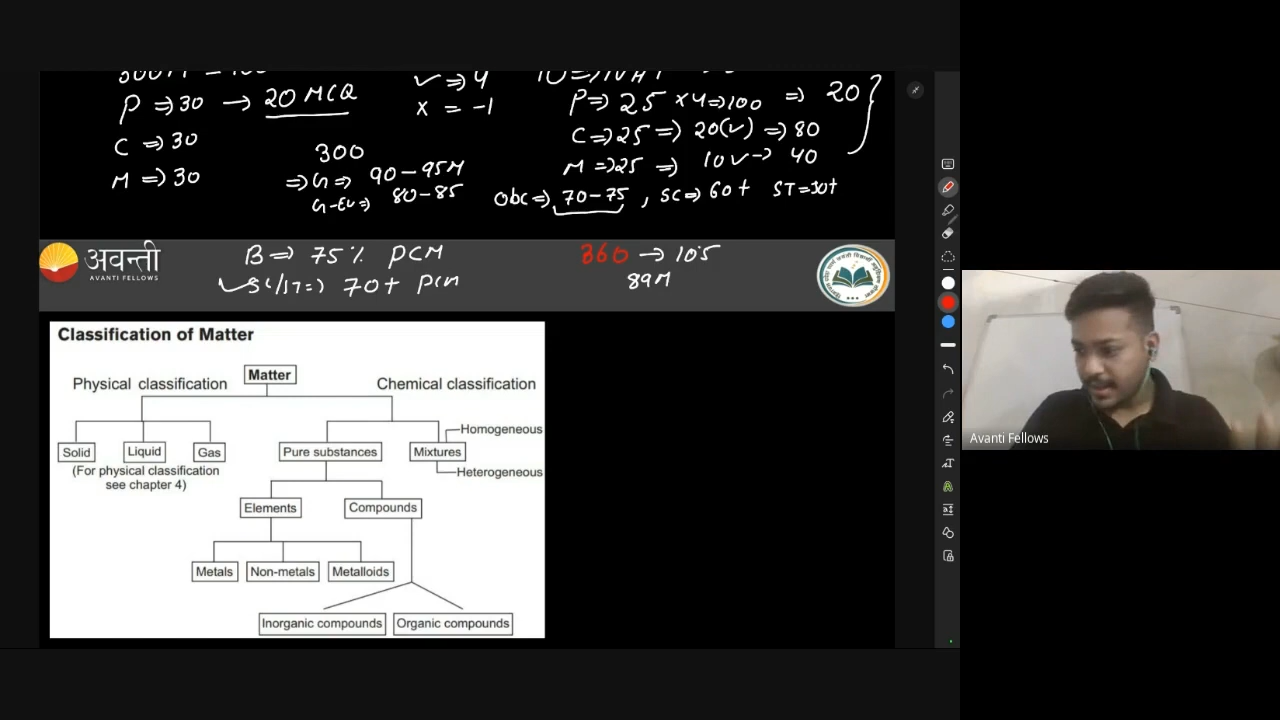 P ⇒ 30 → 20 MCQ
C ⇒ 30
M ⇒ 30
✓ ⇒ 4
X = -1
300
⇒ G ⇒ 90 - 95M
G-EW ⇒ 80 - 85
P ⇒ 25 × 4 ⇒ 100 ⇒ 20
C ⇒ 25 ⇒ 20(✓) ⇒ 80
M ⇒ 25 ⇒ 10✓ → 40
Obc ⇒ 70-75 , SC ⇒ 60+
अवन्ती
AVANTI FELLOWS
B ⇒ 75% PCM
SC/ST ⇒ 70+ PCM
360 → 105
89M
Classification of Matter
Matter
Physical classification
Chemical classification
Solid
Liquid
Gas
(For physical classification
see chapter 4)
Pure substances
Mixtures
Homogeneous
Heterogeneous
Elements
Compounds
Metals
Non-metals
Metalloids
Inorganic compounds
Organic compounds
Avanti Fellows